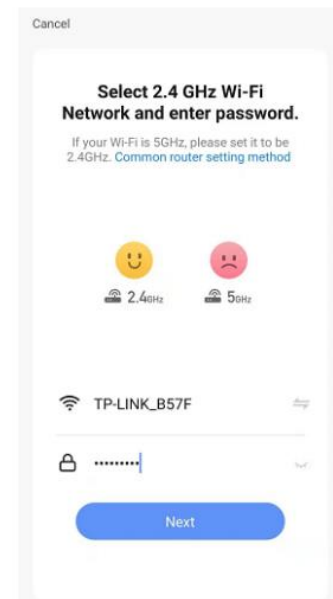 Cancel
Select 2.4 GHz Wi-Fi
Network and enter password.
If your Wi-Fi is 5GHz, please set it to be
2.4GHz. Common router setting method
2.4GHz 5GHz
TP-LINK_B57F
•••••••••
Next